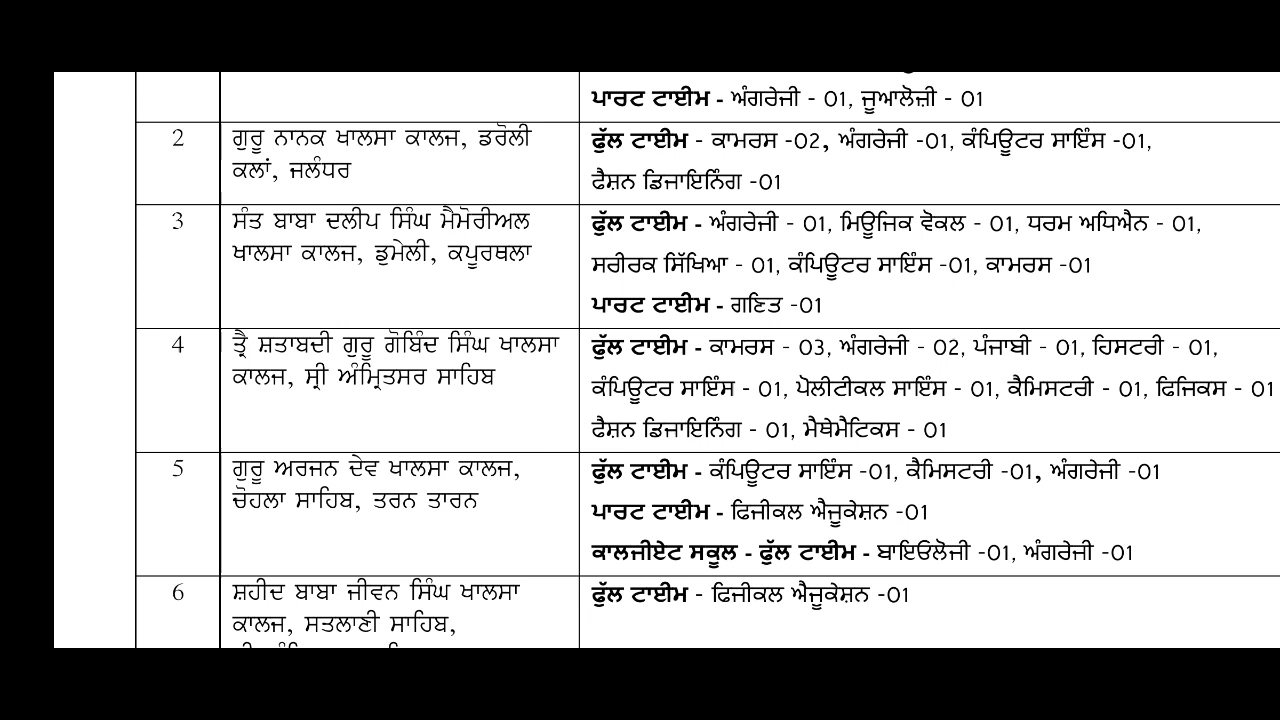 ਪਾਰਟ ਟਾਈਮ - ਅੰਗਰੇਜੀ - 01, ਜੂਆਲੋਜ਼ੀ - 01
2
ਗੁਰੂ ਨਾਨਕ ਖਾਲਸਾ ਕਾਲਜ, ਡਰੋਲੀ
ਕਲਾਂ, ਜਲੰਧਰ
ਫੁੱਲ ਟਾਈਮ - ਕਾਮਰਸ -02, ਅੰਗਰੇਜੀ -01, ਕੰਪਿਊਟਰ ਸਾਇੰਸ -01,
ਫੈਸ਼ਨ ਡਿਜਾਇਨਿੰਗ -01
3
ਸੰਤ ਬਾਬਾ ਦਲੀਪ ਸਿੰਘ ਮੈਮੋਰੀਅਲ
ਖਾਲਸਾ ਕਾਲਜ, ਡੁਮੇਲੀ, ਕਪੂਰਥਲਾ
ਫੁੱਲ ਟਾਈਮ - ਅੰਗਰੇਜੀ - 01, ਮਿਊਜਿਕ ਵੋਕਲ - 01, ਧਰਮ ਅਧਿਐਨ - 01,
ਸਰੀਰਕ ਸਿੱਖਿਆ - 01, ਕੰਪਿਊਟਰ ਸਾਇੰਸ -01, ਕਾਮਰਸ -01
ਪਾਰਟ ਟਾਈਮ - ਗਣਿਤ -01
4
ਤ੍ਰੈ ਸ਼ਤਾਬਦੀ ਗੁਰੂ ਗੋਬਿੰਦ ਸਿੰਘ ਖਾਲਸਾ
ਕਾਲਜ, ਸ੍ਰੀ ਅੰਮ੍ਰਿਤਸਰ ਸਾਹਿਬ
ਫੁੱਲ ਟਾਈਮ - ਕਾਮਰਸ - 03, ਅੰਗਰੇਜੀ - 02, ਪੰਜਾਬੀ - 01, ਹਿਸਟਰੀ - 01,
ਕੰਪਿਊਟਰ ਸਾਇੰਸ - 01, ਪੋਲੀਟੀਕਲ ਸਾਇੰਸ - 01, ਕੈਮਿਸਟਰੀ - 01, ਫਿਜਿਕਸ - 01
ਫੈਸ਼ਨ ਡਿਜਾਇਨਿੰਗ - 01, ਮੈਥੇਮੈਟਿਕਸ - 01
5
ਗੁਰੂ ਅਰਜਨ ਦੇਵ ਖਾਲਸਾ ਕਾਲਜ,
ਚੋਹਲਾ ਸਾਹਿਬ, ਤਰਨ ਤਾਰਨ
ਫੁੱਲ ਟਾਈਮ - ਕੰਪਿਊਟਰ ਸਾਇੰਸ -01, ਕੈਮਿਸਟਰੀ -01, ਅੰਗਰੇਜੀ -01
ਪਾਰਟ ਟਾਈਮ - ਫਿਜੀਕਲ ਐਜੂਕੇਸ਼ਨ -01
ਕਾਲਜੀਏਟ ਸਕੂਲ - ਫੁੱਲ ਟਾਈਮ - ਬਾਇਓਲੋਜੀ -01, ਅੰਗਰੇਜੀ -01
6
ਸ਼ਹੀਦ ਬਾਬਾ ਜੀਵਨ ਸਿੰਘ ਖਾਲਸਾ
ਕਾਲਜ, ਸਤਲਾਣੀ ਸਾਹਿਬ,
ਫੁੱਲ ਟਾਈਮ - ਫਿਜੀਕਲ ਐਜੂਕੇਸ਼ਨ -01